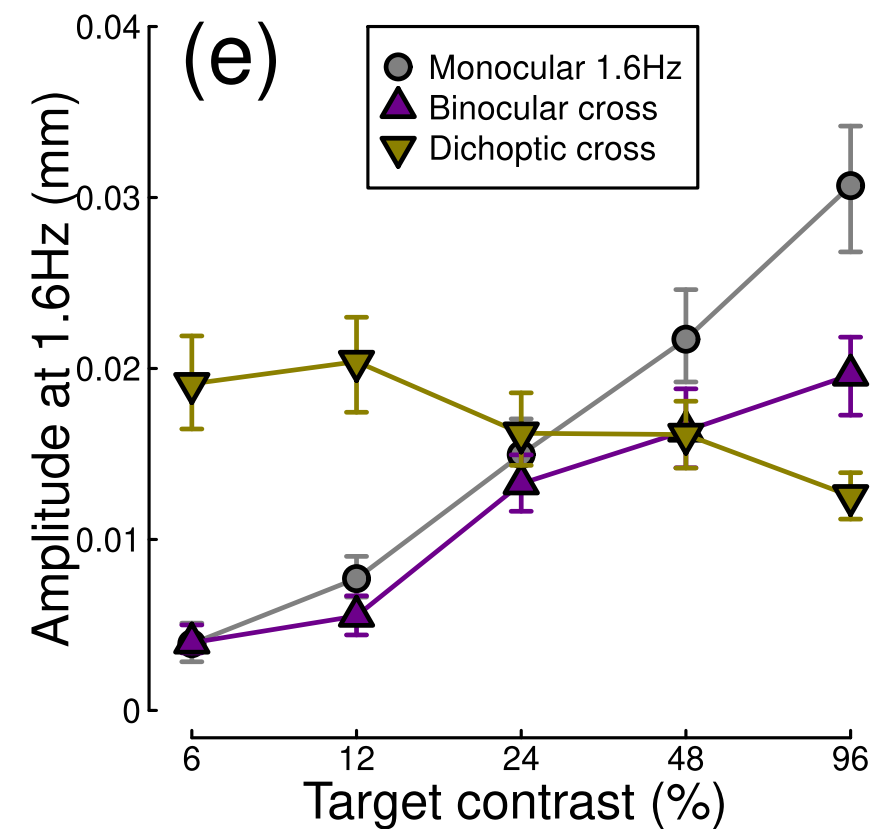 (e)
Monocular 1.6Hz
Binocular cross
Dichoptic cross
Amplitude at 1.6Hz (mm)
0.04
0.03
0.02
0.01
0
6 12 24 48 96
Target contrast (%)